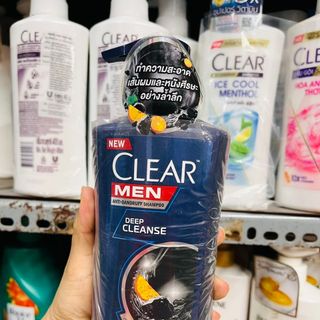 ทำความสะอาด
เส้นผมและหนังศีรษะ
อย่างล้ำลึก
NEW
CLEAR
MEN
ANTI-DANDRUFF SHAMPOO
DEEP
CLEANSE
CLEAR
CLEAR
ICE COOL
MENTHOL
CLEAR
HOA ANH